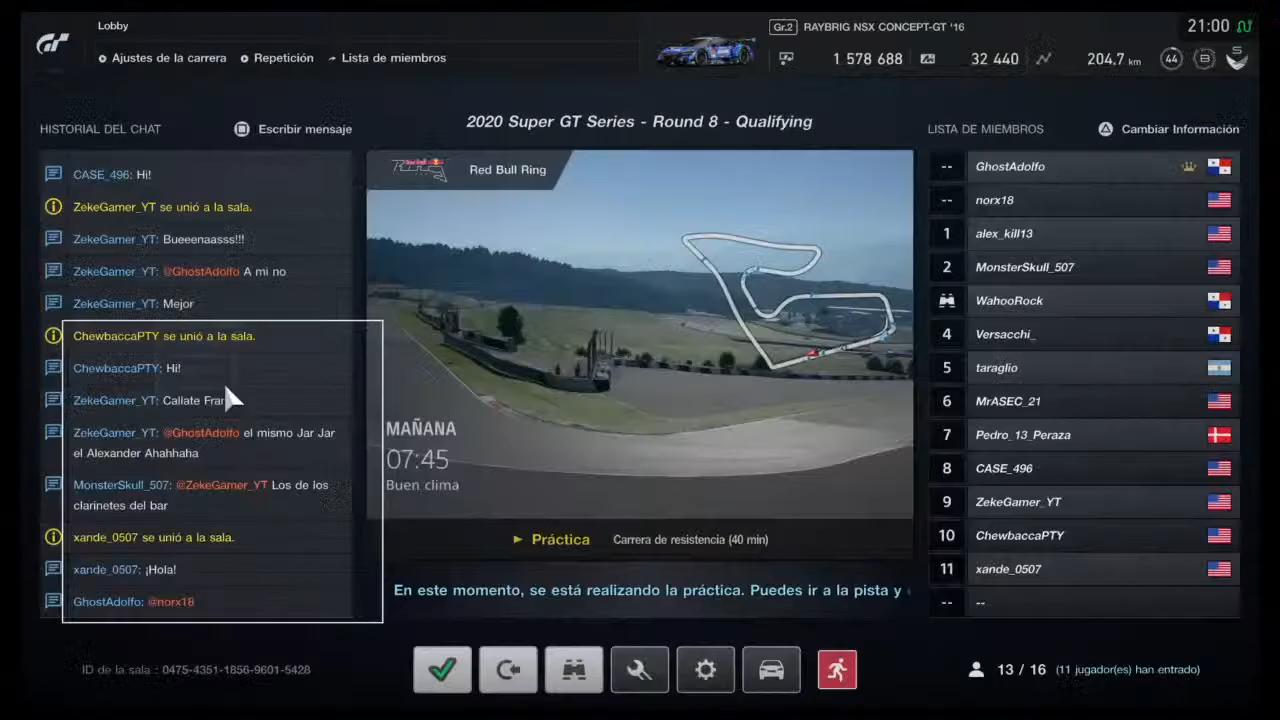 Lobby
Ajustes de la carrera
Repetición
Lista de miembros
Gr.2
RAYBRIG NSX CONCEPT-GT '16
21:00
1 578 688
32 440
204.7 km
44
B
S
HISTORIAL DEL CHAT
Escribir mensaje
CASE_496: Hi!
ZekeGamer_YT se unió a la sala.
ZekeGamer_YT: Bueeenaasss!!!
ZekeGamer_YT: @GhostAdolfo A mi no
ZekeGamer_YT: Mejor
ChewbaccaPTY se unió a la sala.
ChewbaccaPTY: Hi!
ZekeGamer_YT: Callate
ZekeGamer_YT: @GhostAdolfo el mismo Jar Jar
el Alexander Ahahhaha
MonsterSkull_507: @ZekeGamer_YT Los de los
clarinetes del bar
xande_0507 se unió a la sala.
xande_0507: ¡Hola!
GhostAdolfo: @norx18
2020 Super GT Series - Round 8 - Qualifying
Red Bull Ring
MAÑANA
07:45
Buen clima
Práctica
Carrera de resistencia (40 min)
En este momento, se está realizando la práctica. Puedes ir a la pista y
LISTA DE MIEMBROS
Cambiar Información
-- GhostAdolfo
-- norx18
1 alex_kill13
2 MonsterSkull_507
WahooRock
4 Versacchi_
5 taraglio
6 MrASEC_21
7 Pedro_13_Peraza
8 CASE_496
9 ZekeGamer_YT
10 ChewbaccaPTY
11 xande_0507
-- --
ID de la sala : 0475-4351-1856-9601-5428
13 / 16 (11 jugador(es) han entrado)